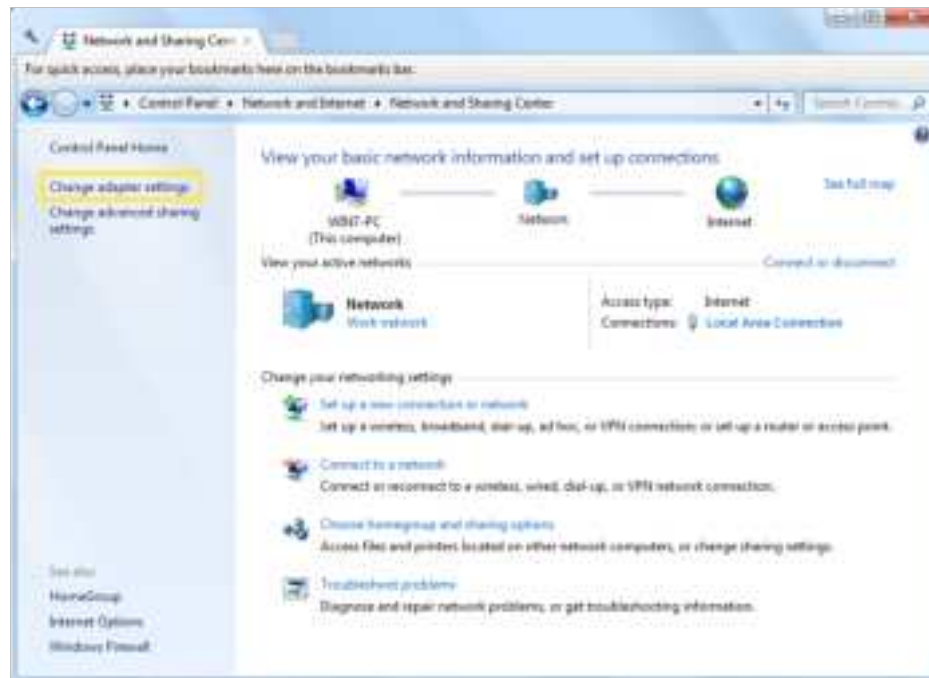 Network and Sharing Cen
For quick access, place your bookmarks here on the bookmarks bar.
Control Panel
Network and Internet
Network and Sharing Center
Search Control
Control Panel Home
Change adapter settings
Change advanced sharing
settings
View your basic network information and set up connections
See full map
WIN7-PC
(This computer)
Network
Internet
View your active networks
Connect or disconnect
Network
Work network
Access type: Internet
Connections: Local Area Connection
Change your networking settings
Set up a new connection or network
Set up a wireless, broadband, dial-up, ad hoc, or VPN connection; or set up a router or access point.
Connect to a network
Connect or reconnect to a wireless, wired, dial-up, or VPN network connection.
Choose homegroup and sharing options
Access files and printers located on other network computers, or change sharing settings.
Troubleshoot problems
Diagnose and repair network problems, or get troubleshooting information.
See also
HomeGroup
Internet Options
Windows Firewall